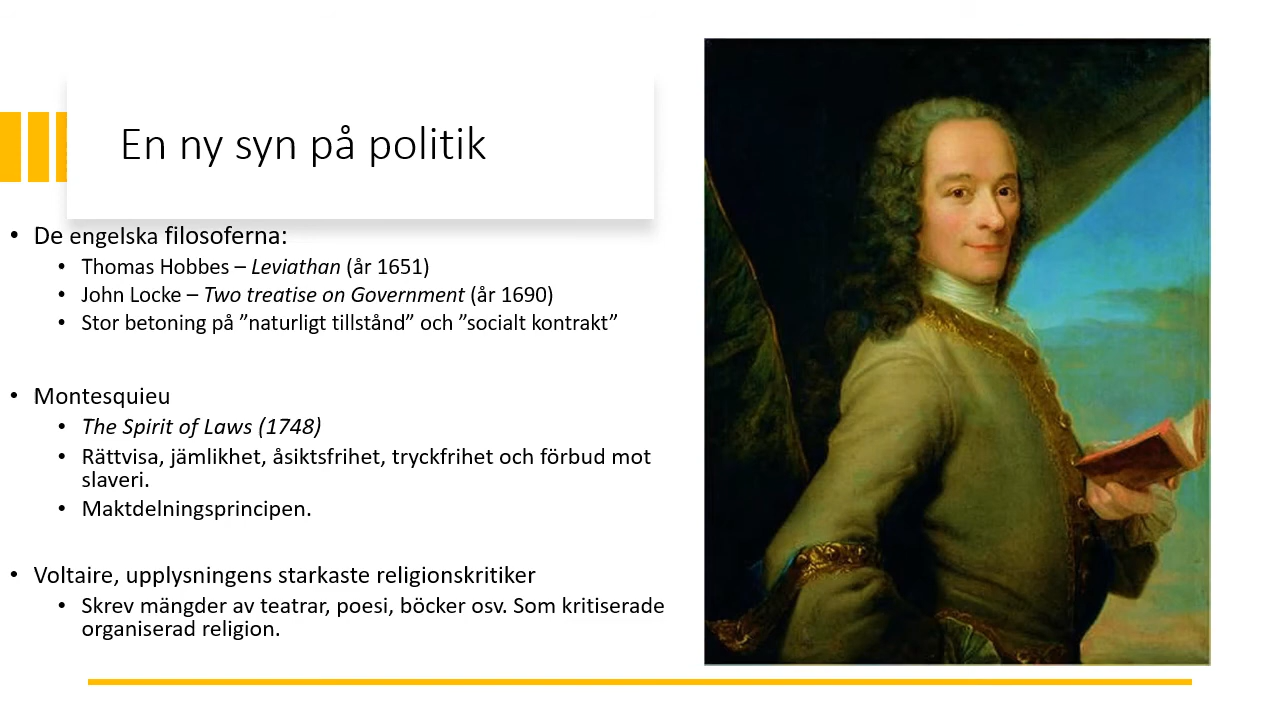 En ny syn på politik
• De engelska filosoferna:
• Thomas Hobbes – Leviathan (år 1651)
• John Locke – Two treatise on Government (år 1690)
• Stor betoning på ”naturligt tillstånd” och ”socialt kontrakt”
• Montesquieu
• The Spirit of Laws (1748)
• Rättvisa, jämlikhet, åsiktsfrihet, tryckfrihet och förbud mot
slaveri.
• Maktdelningsprincipen.
• Voltaire, upplysningens starkaste religionskritiker
• Skrev mängder av teatrar, poesi, böcker osv. Som kritiserade
organiserad religion.